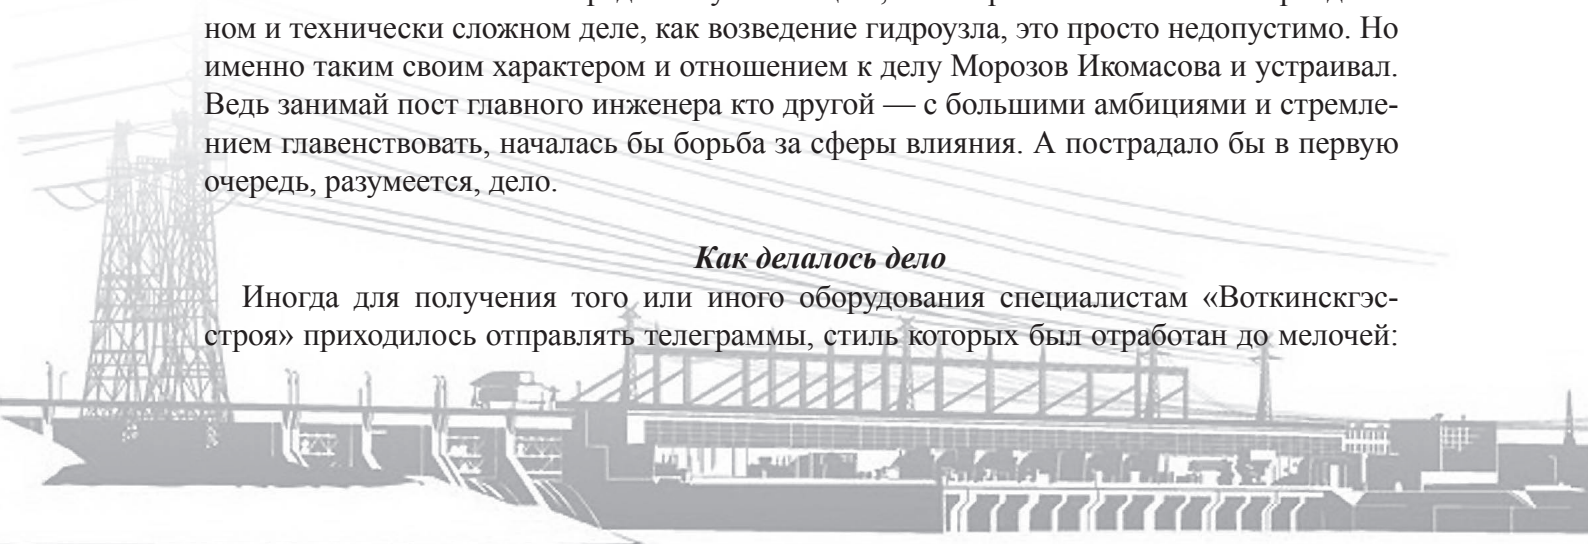 ном и технически сложном деле, как возведение гидроузла, это просто недопустимо. Но
именно таким своим характером и отношением к делу Морозов Икомасова и устраивал.
Ведь занимай пост главного инженера кто другой — с большими амбициями и стремле-
нием главенствовать, началась бы борьба за сферы влияния. А пострадало бы в первую
очередь, разумеется, дело.
Как делалось дело
Иногда для получения того или иного оборудования специалистам «Воткинскгэс-
строя» приходилось отправлять телеграммы, стиль которых был отработан до мелочей: